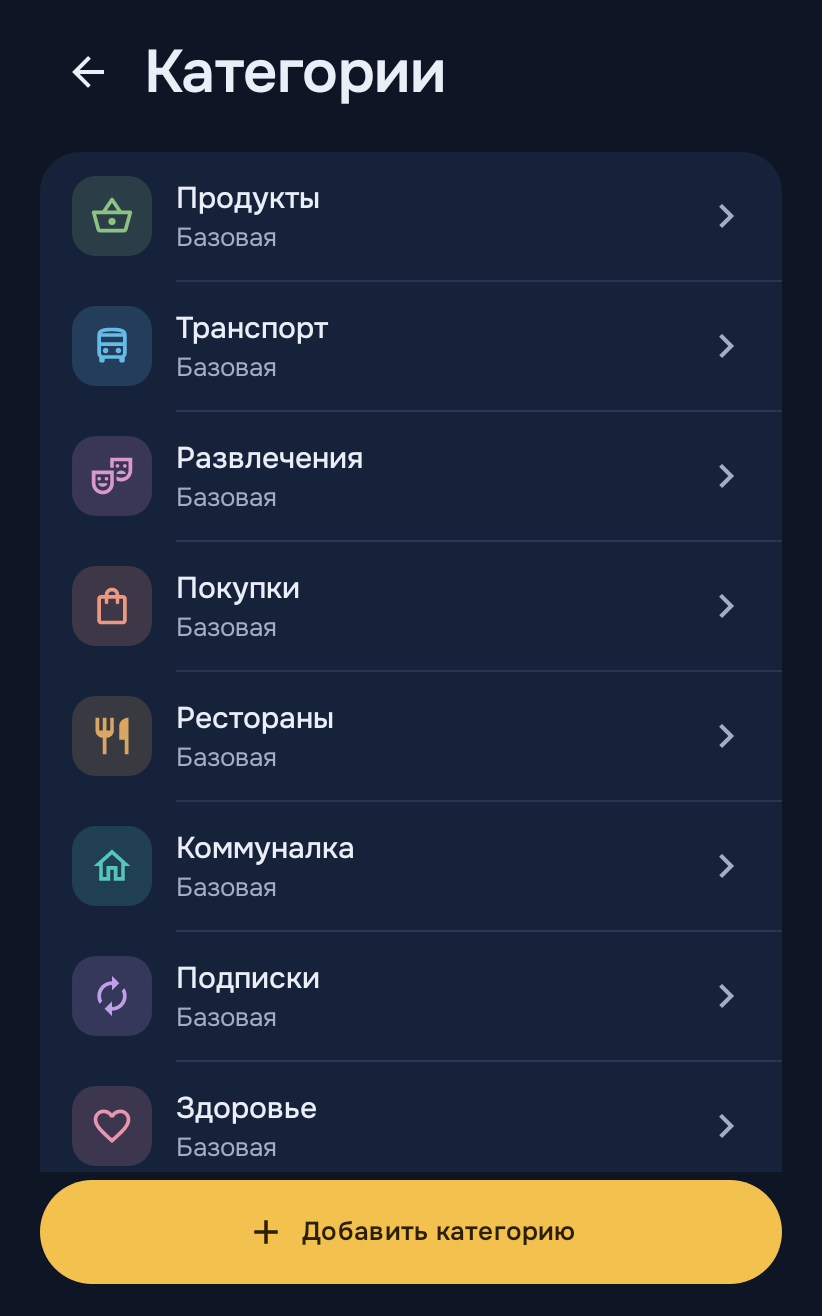 Категории
Продукты
Базовая
Транспорт
Базовая
Развлечения
Базовая
Покупки
Базовая
Рестораны
Базовая
Коммуналка
Базовая
Подписки
Базовая
Здоровье
Базовая
Добавить категорию